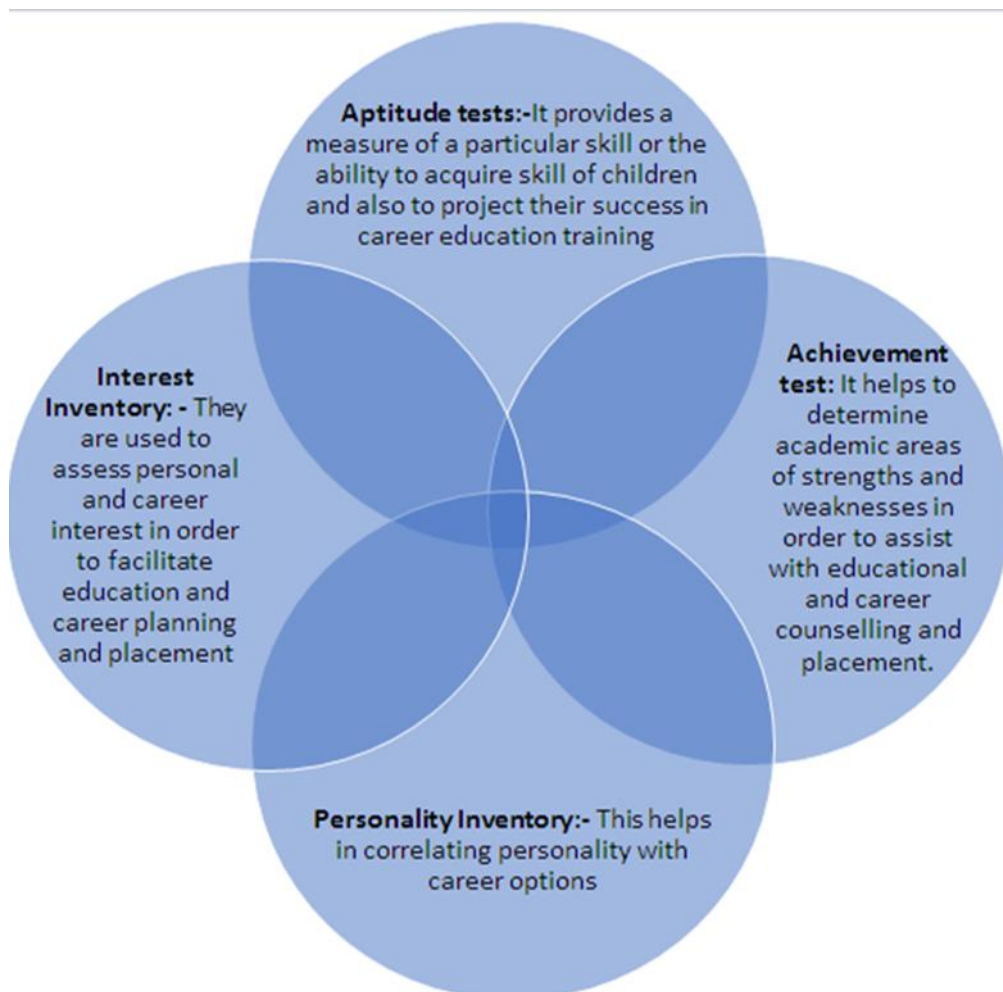 Aptitude tests:-It provides a
measure of a particular skill or the
ability to acquire skill of children
and also to project their success in
career education training
Interest
Inventory: - They
are used to
assess personal
and career
interest in order
to facilitate
education and
career planning
and placement
Achievement
test: It helps to
determine
academic areas
of strengths and
weaknesses in
order to assist
with educational
and career
counselling and
placement.
Personality Inventory:- This helps
in correlating personality with
career options